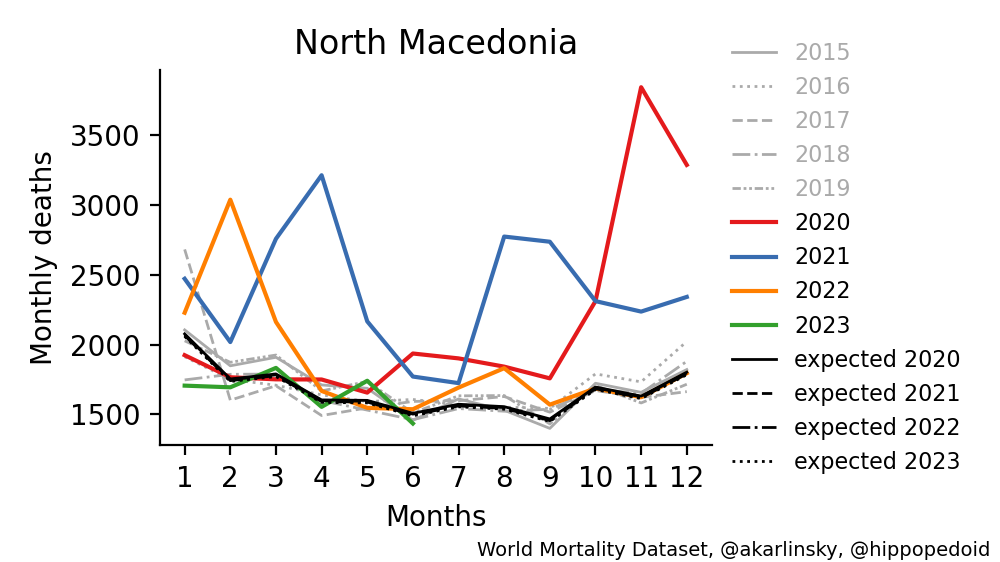 North Macedonia
Monthly deaths
3500
3000
2500
2000
1500
1 2 3 4 5 6 7 8 9 10 11 12
Months
2015
2016
2017
2018
2019
2020
2021
2022
2023
expected 2020
expected 2021
expected 2022
expected 2023
World Mortality Dataset, @akarlinsky, @hippopedoid